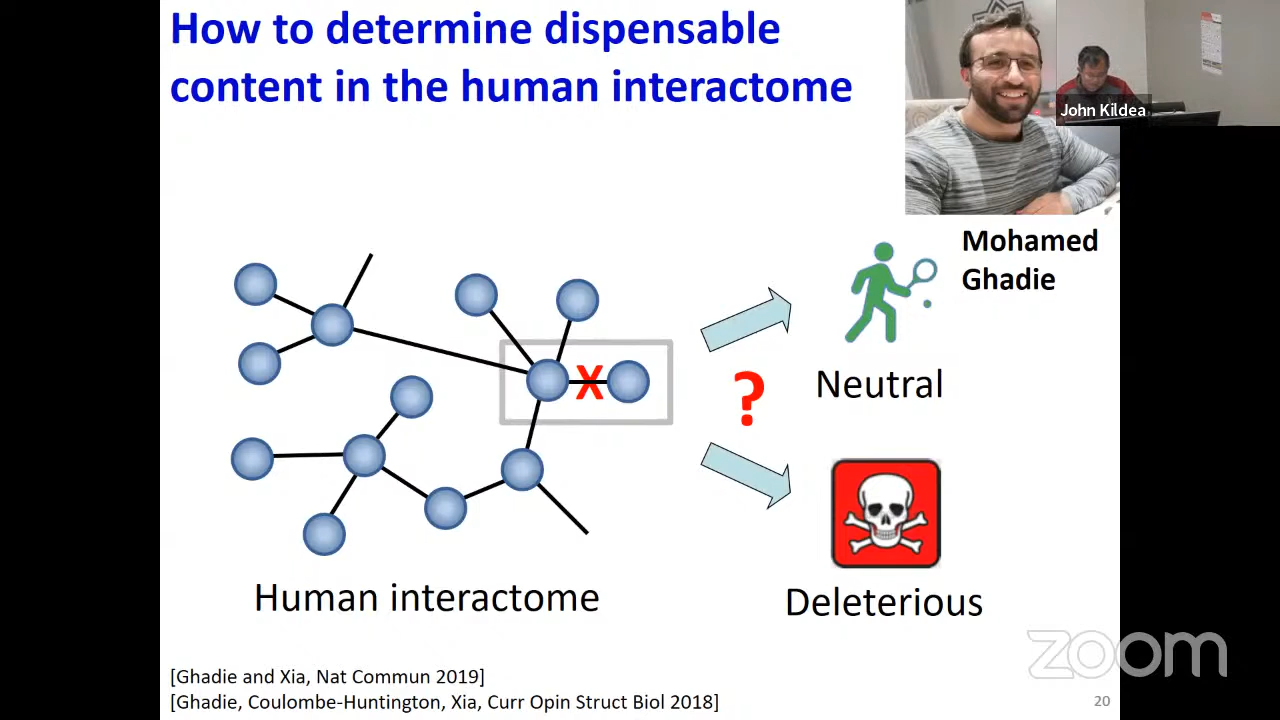 How to determine dispensable
content in the human interactome
John Kildea
Mohamed
Ghadie
X
?
Neutral
Human interactome
Deleterious
zoom
[Ghadie and Xia, Nat Commun 2019]
[Ghadie, Coulombe-Huntington, Xia, Curr Opin Struct Biol 2018]
20